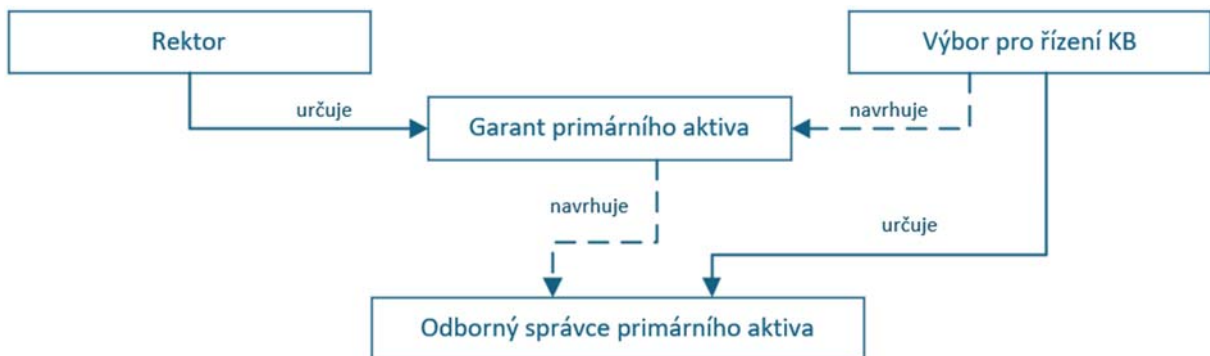 Rektor
Výbor pro řízení KB
určuje
navrhuje
Garant primárního aktiva
navrhuje
určuje
Odborný správce primárního aktiva